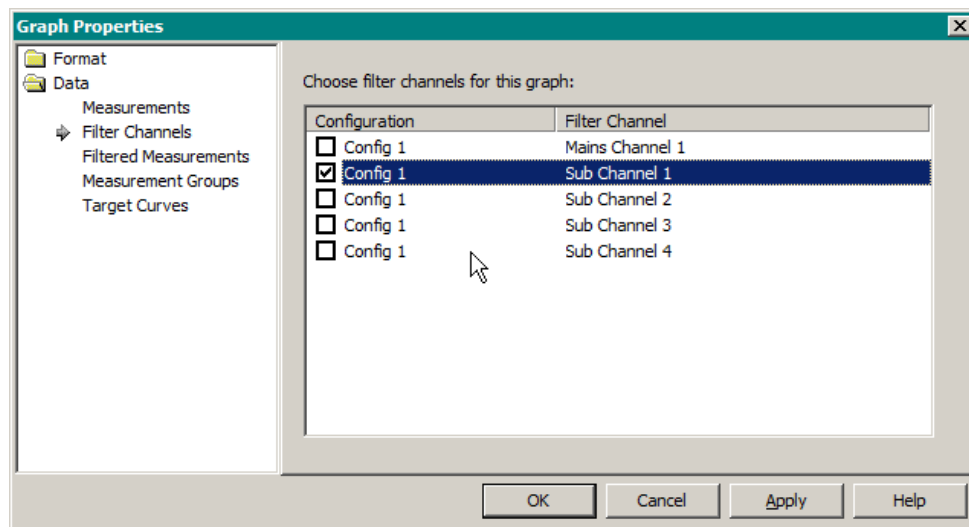 Graph Properties
Format
Data
Measurements
Filter Channels
Filtered Measurements
Measurement Groups
Target Curves
Choose filter channels for this graph:
Configuration Filter Channel
Config 1 Mains Channel 1
Config 1 Sub Channel 1
Config 1 Sub Channel 2
Config 1 Sub Channel 3
Config 1 Sub Channel 4
OK Cancel Apply Help